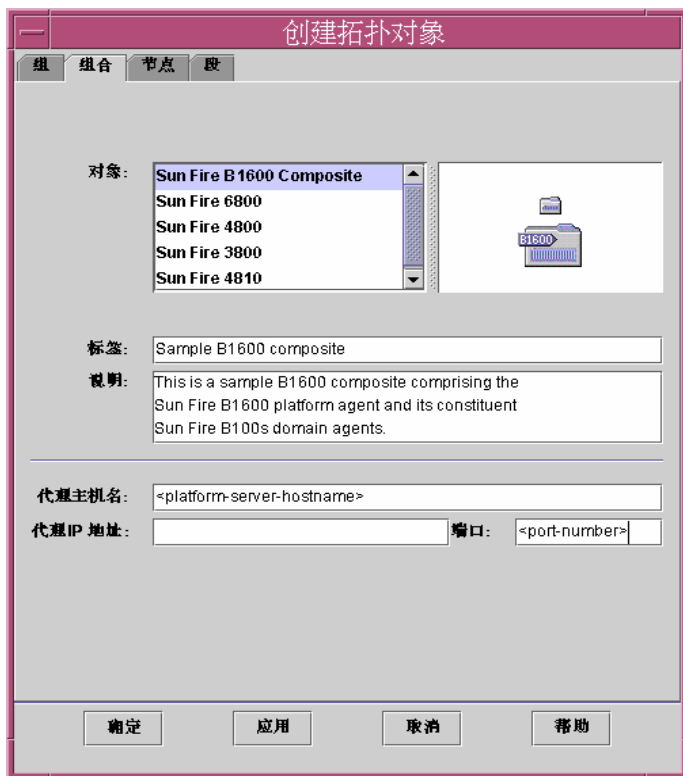 创建拓扑对象
组 组合 节点 段
对象:
Sun Fire B1600 Composite
Sun Fire 6800
Sun Fire 4800
Sun Fire 3800
Sun Fire 4810
B1600
标签: Sample B1600 composite
说明: This is a sample B1600 composite comprising the
Sun Fire B1600 platform agent and its constituent
Sun Fire B100s domain agents.
代理主机名: <platform-server-hostname>
代理IP 地址: 端口: <port-number>
确定 应用 取消 帮助